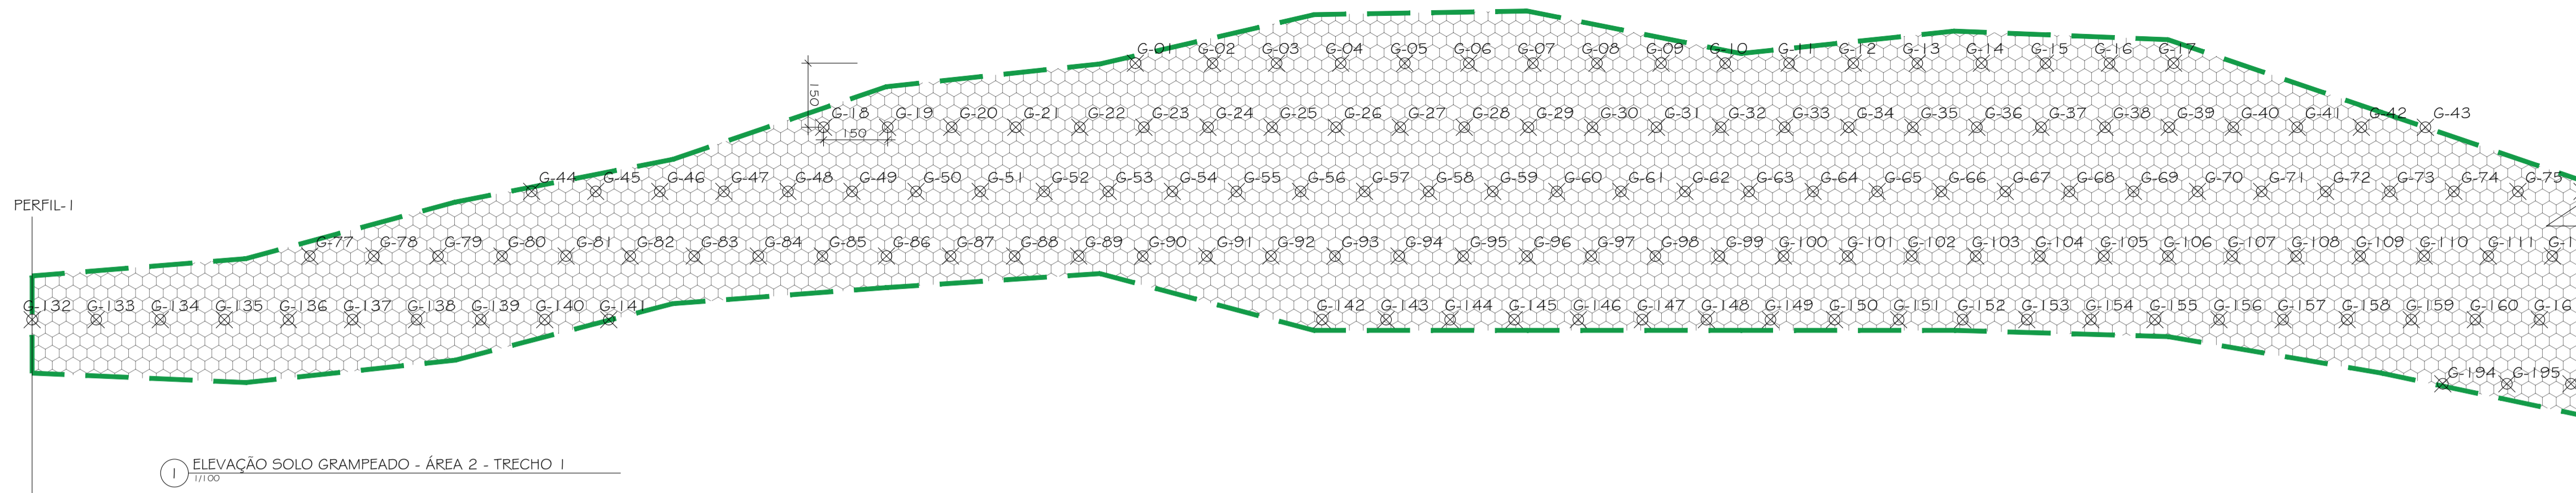 G-01 G-02 G-03 G-04 G-05 G-06 G-07 G-08 G-09 G-10 G-11 G-12 G-13 G-14 G-15 G-16 G-17
150
G-18 G-19 G-20 G-21 G-22 G-23 G-24 G-25 G-26 G-27 G-28 G-29 G-30 G-31 G-32 G-33 G-34 G-35 G-36 G-37 G-38 G-39 G-40 G-41 G-42 G-43
150
G-44 G-45 G-46 G-47 G-48 G-49 G-50 G-51 G-52 G-53 G-54 G-55 G-56 G-57 G-58 G-59 G-60 G-61 G-62 G-63 G-64 G-65 G-66 G-67 G-68 G-69 G-70 G-71 G-72 G-73 G-74 G-75
PERFIL-1
G-77 G-78 G-79 G-80 G-81 G-82 G-83 G-84 G-85 G-86 G-87 G-88 G-89 G-90 G-91 G-92 G-93 G-94 G-95 G-96 G-97 G-98 G-99 G-100 G-101 G-102 G-103 G-104 G-105 G-106 G-107 G-108 G-109 G-110 G-111
G-132 G-133 G-134 G-135 G-136 G-137 G-138 G-139 G-140 G-141 G-142 G-143 G-144 G-145 G-146 G-147 G-148 G-149 G-150 G-151 G-152 G-153 G-154 G-155 G-156 G-157 G-158 G-159 G-160
G-194 G-195
1 ELEVAÇÃO SOLO GRAMPEADO - ÁREA 2 - TRECHO 1
1/100